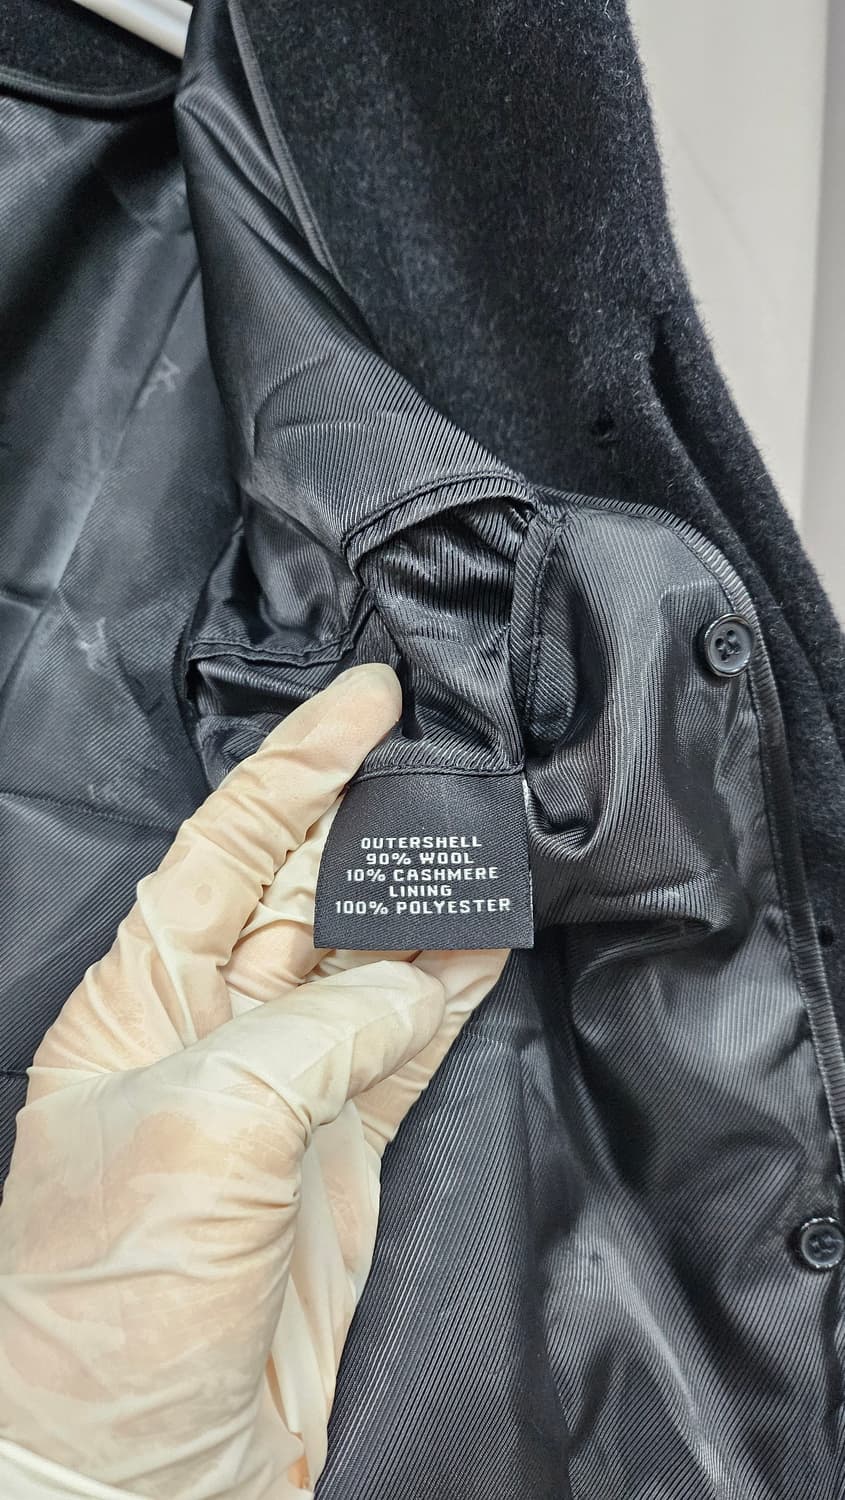 OUTERSHELL
90% WOOL
10% CASHMERE
LINING
100% POLYESTER